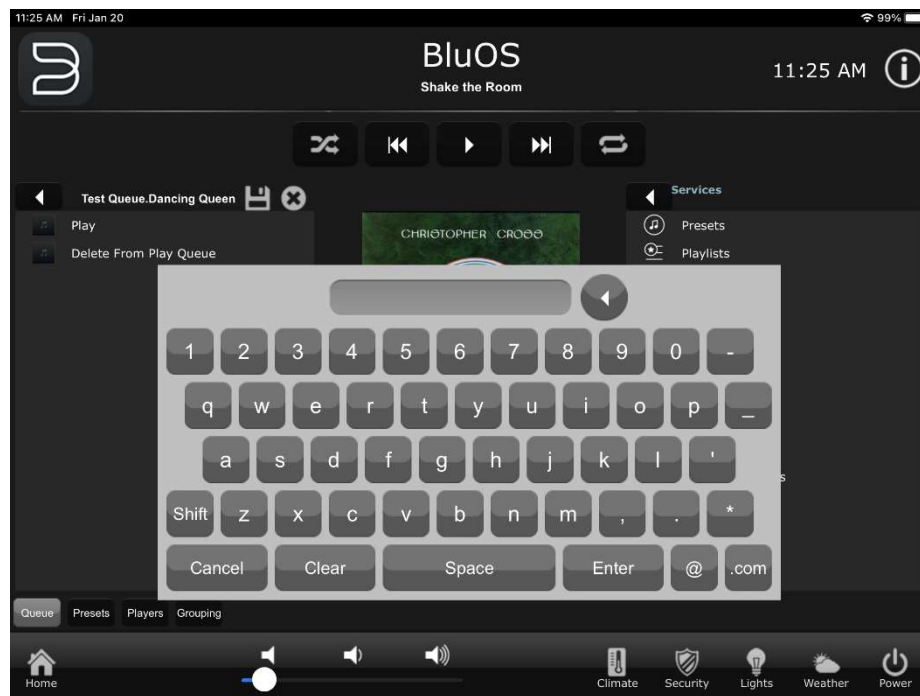 11:25 AM Fri Jan 20
99%
BluOS
Shake the Room
11:25 AM
Test Queue.Dancing Queen
Services
Play
Delete From Play Queue
CHRISTOPHER CROSS
Presets
Playlists
1 2 3 4 5 6 7 8 9 0 -
q w e r t y u i o p _
a s d f g h j k l '
s
Shift z x c v b n m , . *
Cancel Clear Space Enter @ .com
Queue Presets Players Grouping
Home Climate Security Lights Weather Power